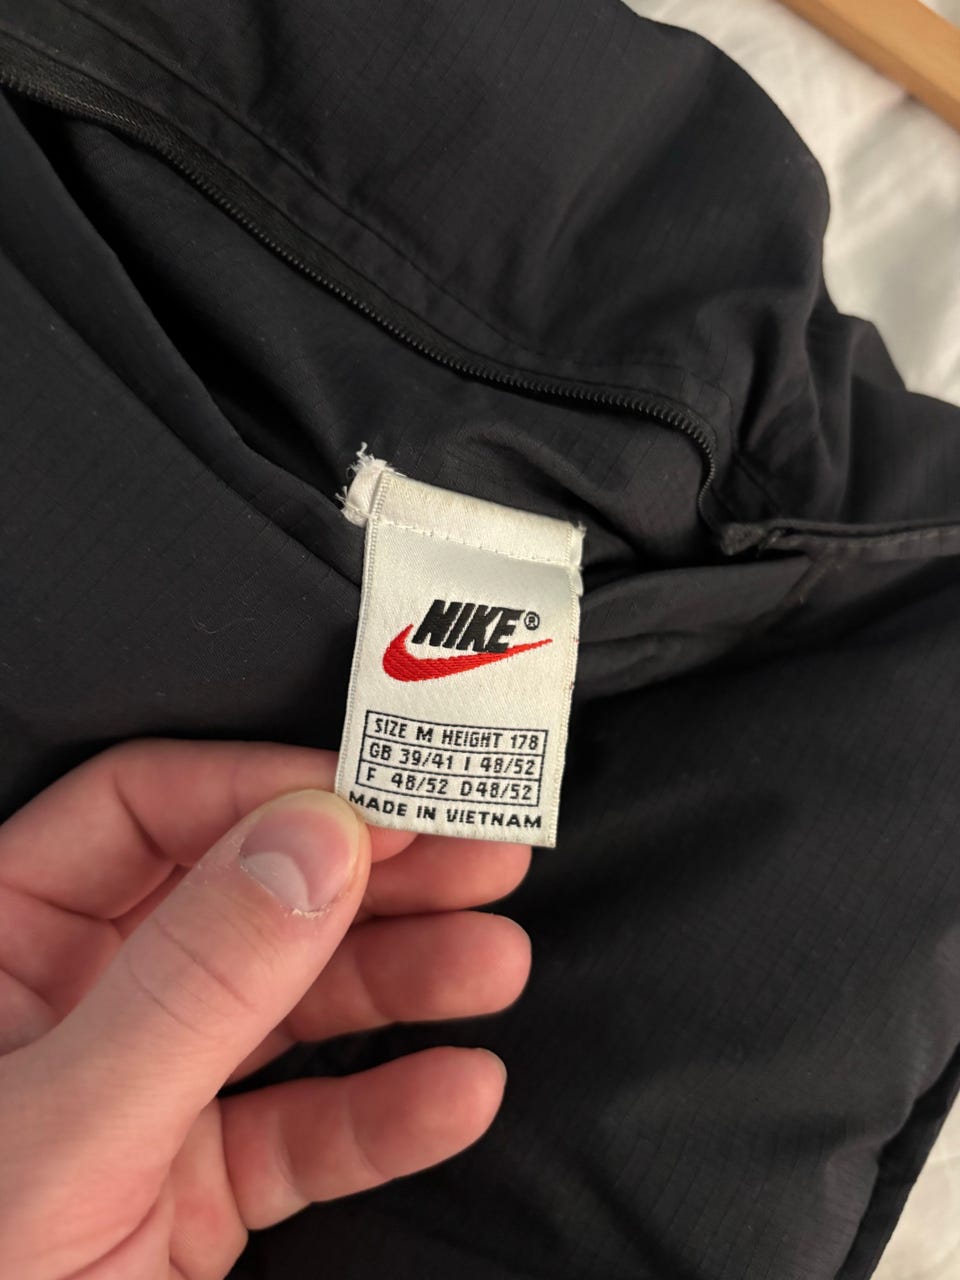 NIKE®
SIZE M HEIGHT 178
GB 39/41 I 48/52
F 48/52 D48/52
MADE IN VIETNAM